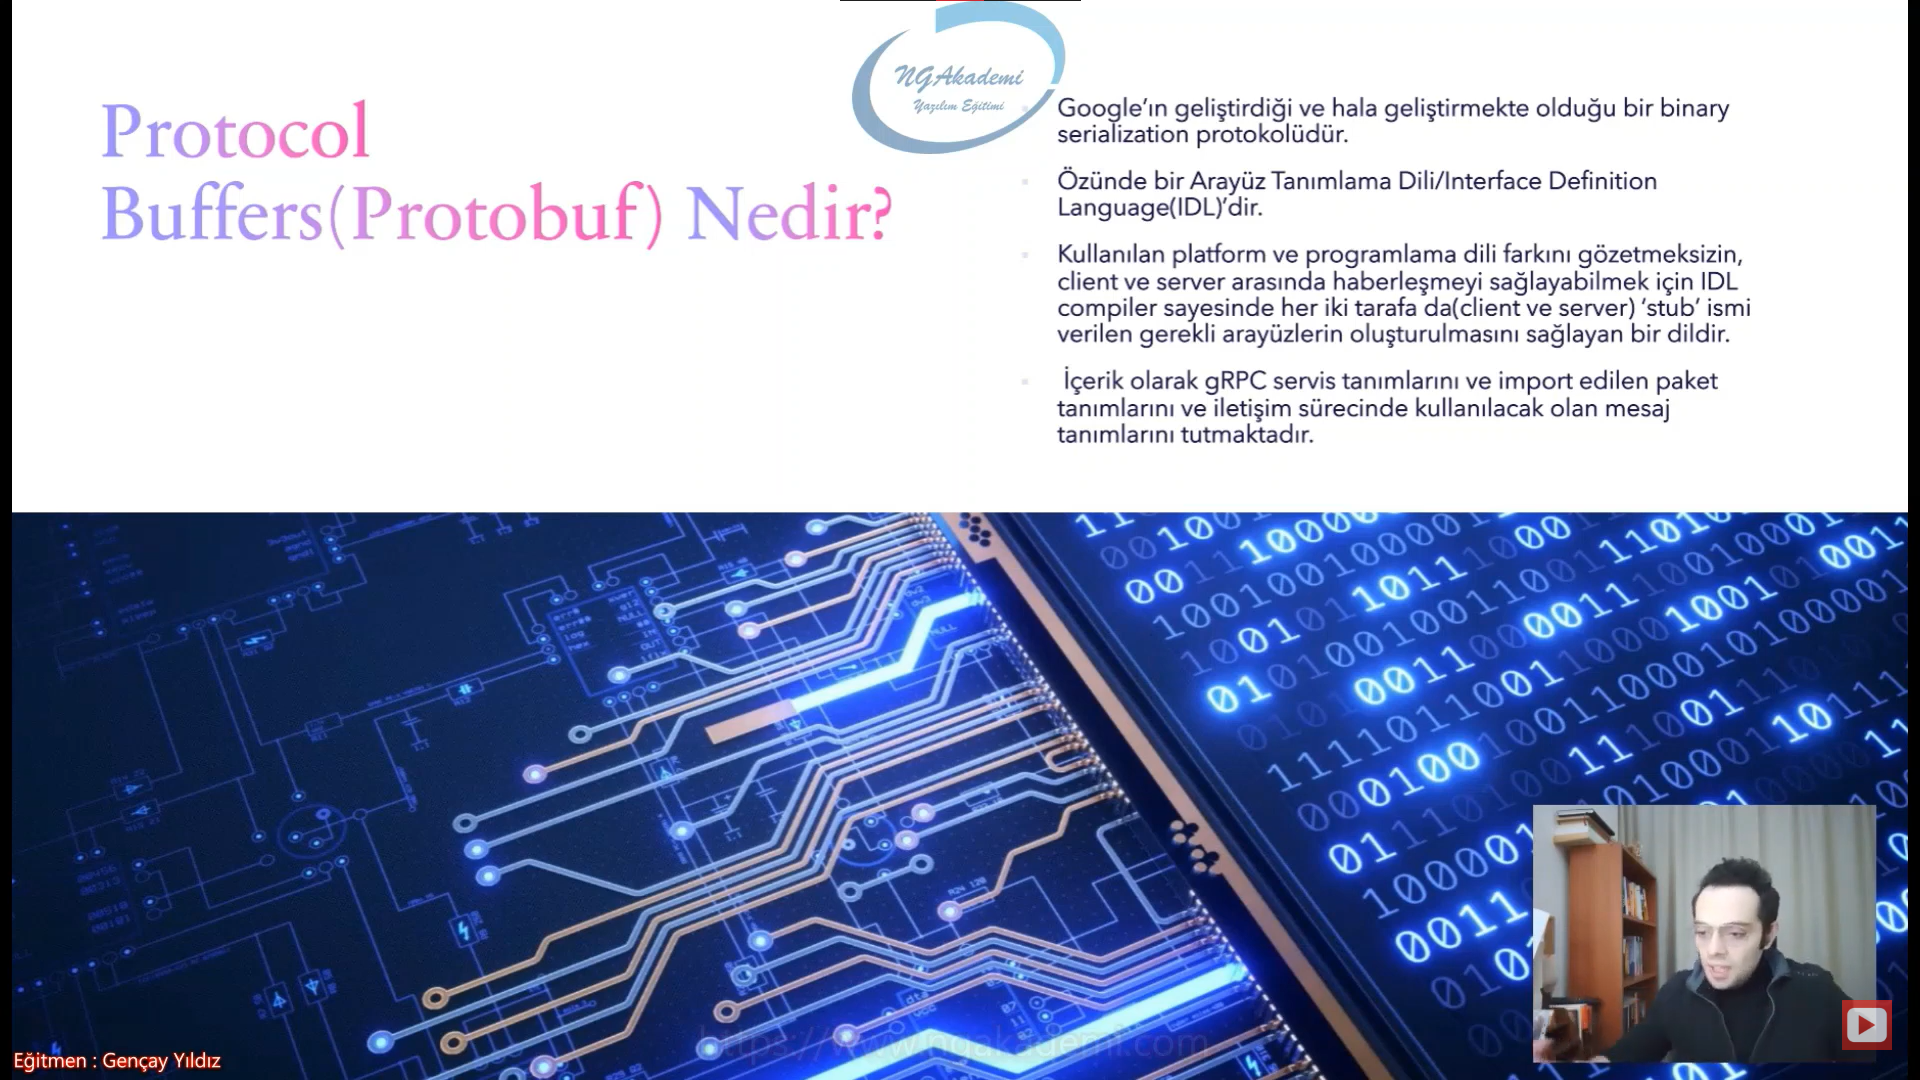 NGAkademi
Yazılım Eğitimi
Protocol
Buffers(Protobuf) Nedir?
Google’ın geliştirdiği ve hala geliştirmekte olduğu bir binary
serialization protokolüdür.
Özünde bir Arayüz Tanımlama Dili/Interface Definition
Language(IDL)’dir.
Kullanılan platform ve programlama dili farkını gözetmeksizin,
client ve server arasında haberleşmeyi sağlayabilmek için IDL
compiler sayesinde her iki tarafa da(client ve server) ‘stub’ ismi
verilen gerekli arayüzlerin oluşturulmasını sağlayan bir dildir.
İçerik olarak gRPC servis tanımlarını ve import edilen paket
tanımlarını ve iletişim sürecinde kullanılacak olan mesaj
tanımlarını tutmaktadır.
https://www.ngakademi.com
Eğitmen : Gençay Yıldız